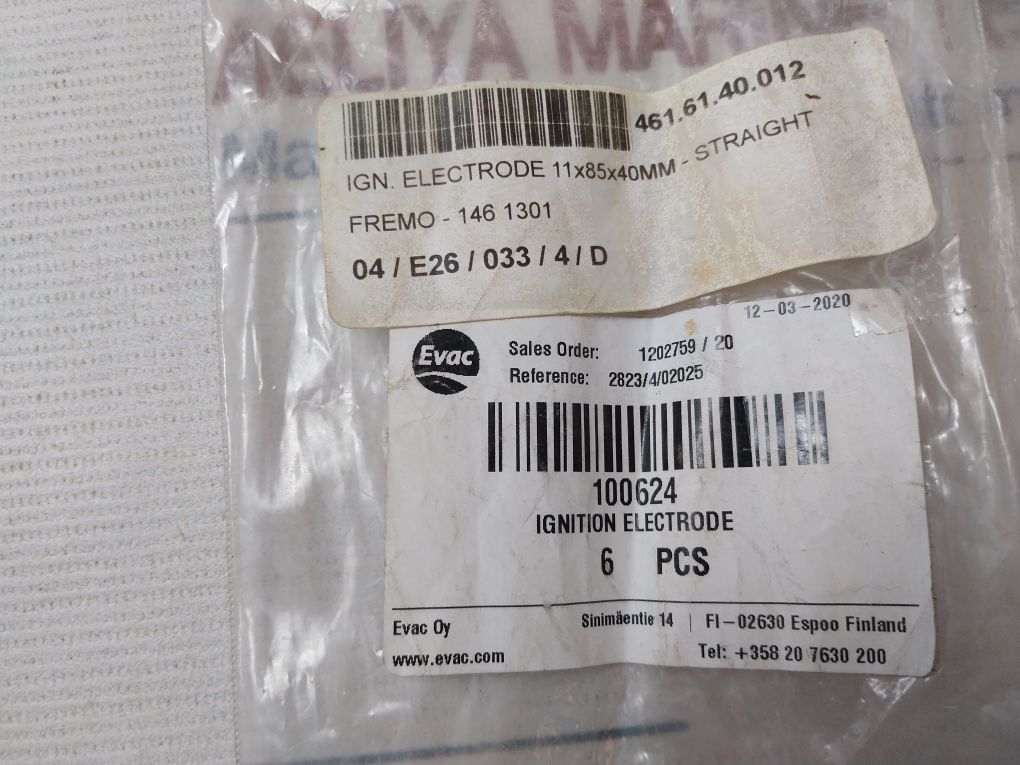 AELIYA MARINE
461.61.40.012
IGN. ELECTRODE 11x85x40MM - STRAIGHT
FREMO - 146 1301
04 / E26 / 033 / 4 / D
12-03-2020
Evac
Sales Order: 1202759 / 20
Reference: 2823/4/02025
100624
IGNITION ELECTRODE
6 PCS
Evac Oy Sinimäentie 14 | FI-02630 Espoo Finland
www.evac.com Tel: +358 20 7630 200